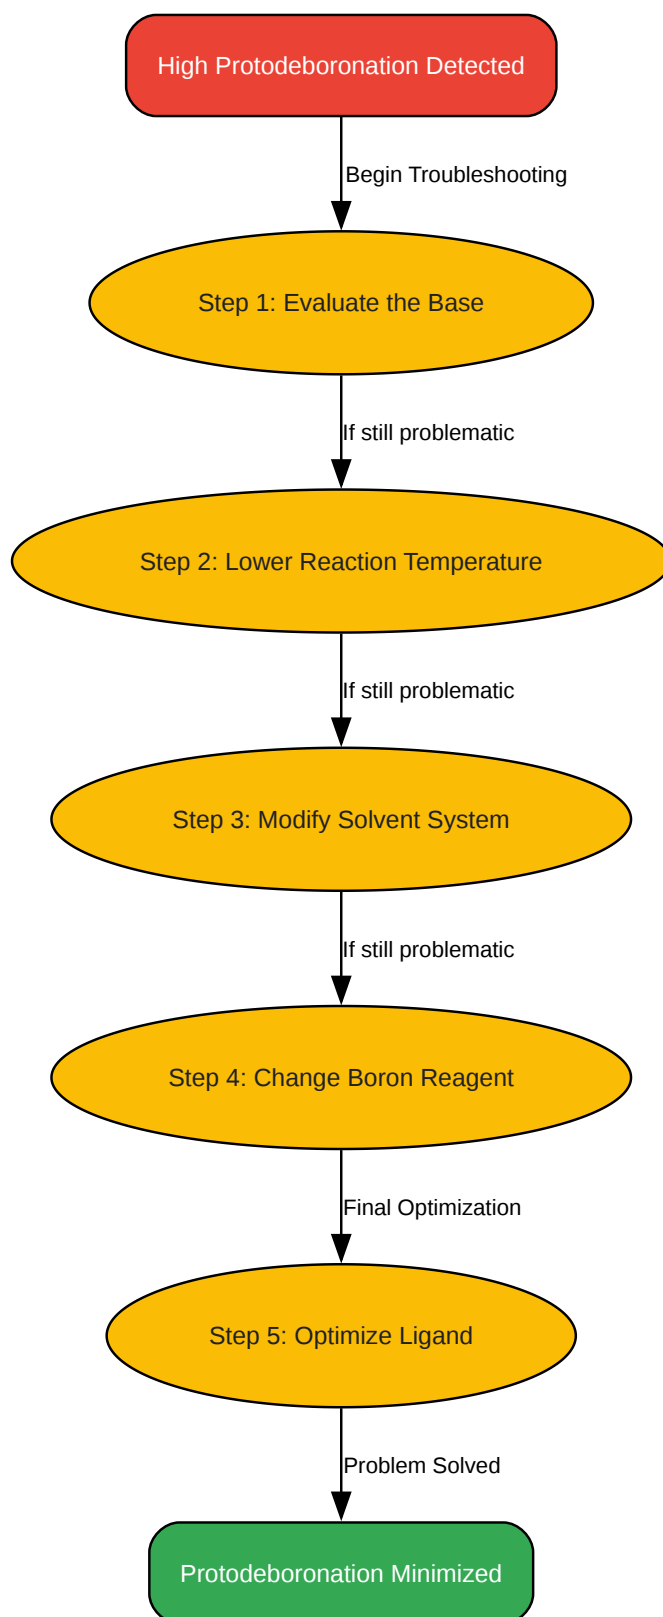 High Protodeboronation Detected
Begin Troubleshooting
Step 1: Evaluate the Base
If still problematic
Step 2: Lower Reaction Temperature
If still problematic
Step 3: Modify Solvent System
If still problematic
Step 4: Change Boron Reagent
Final Optimization
Step 5: Optimize Ligand
Problem Solved
Protodeboronation Minimized